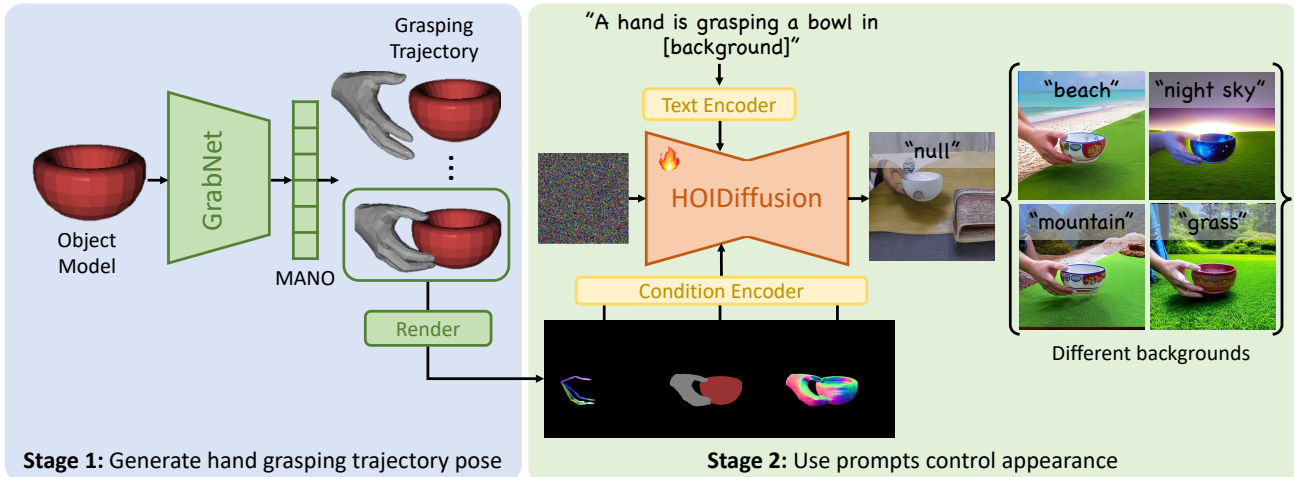 Grasping
Trajectory
GrabNet
Object
Model
MANO
Render
Stage 1: Generate hand grasping trajectory pose
“A hand is grasping a bowl in
[background]”
Text Encoder
HOIDiffusion
“null”
Condition Encoder
“beach”
“night sky”
“mountain”
“grass”
Different backgrounds
Stage 2: Use prompts control appearance